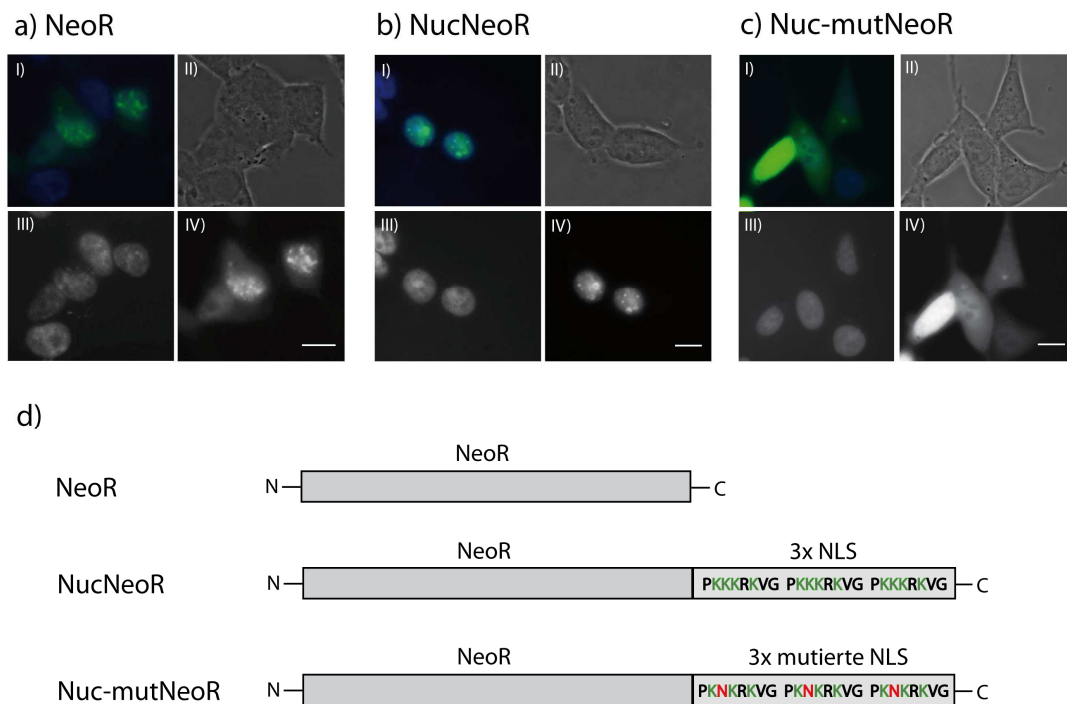 a) NeoR
b) NucNeoR
c) Nuc-mutNeoR
I)
II)
I)
II)
I)
II)
III)
IV)
III)
IV)
III)
IV)
d)
NeoR
NeoR
N
C
NeoR
3x NLS
NucNeoR
N
PKKKRKVG PKKKRKVG PKKKRKVG
C
NeoR
3x mutierte NLS
Nuc-mutNeoR
N
PKNKRKVG PKNKRKVG PKNKRKVG
C